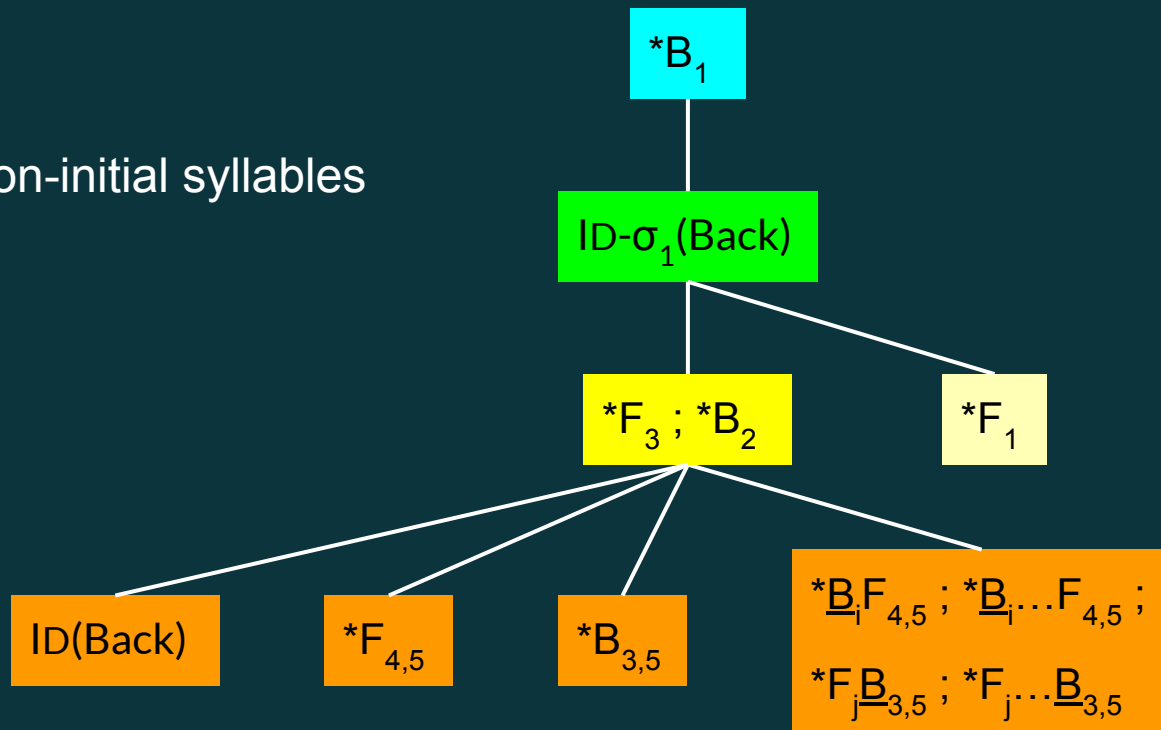 *B₁
on-initial syllables
ID-σ₁(Back)
*F₃ ; *B₂
*F₁
ID(Back)
*F₄,₅
*B₃,₅
*BᵢF₄,₅ ; *Bᵢ…F₄,₅ ;
*FⱼB₃,₅ ; *Fⱼ…B₃,₅